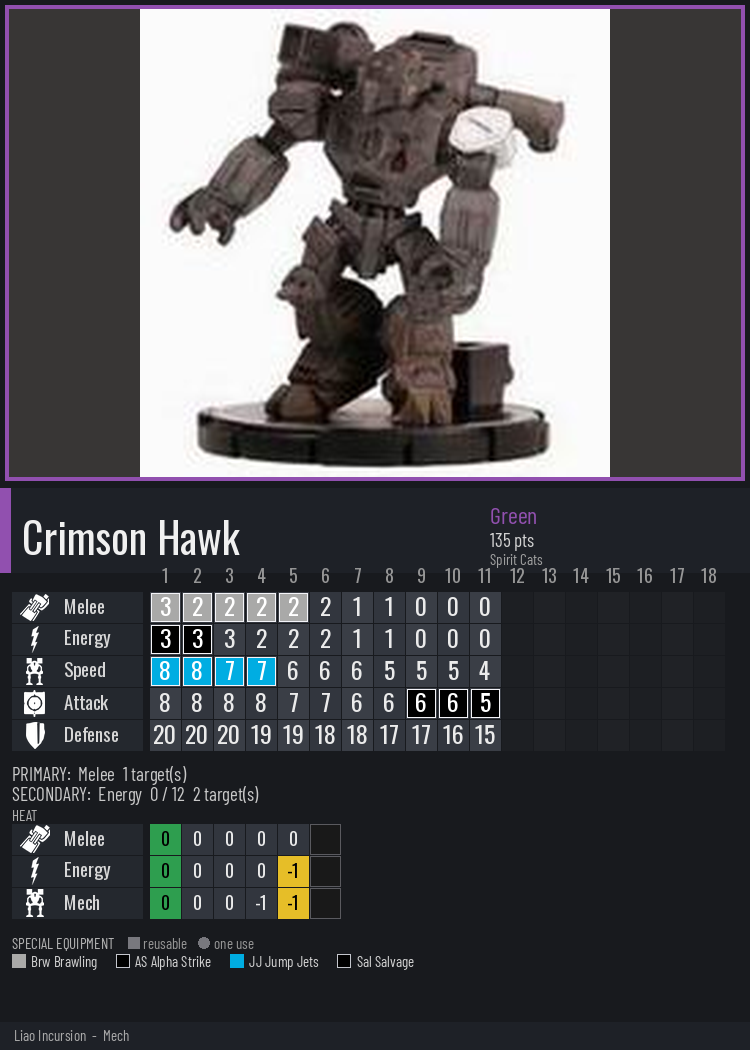 Crimson Hawk
Green
135 pts
Spirit Cats
1 2 3 4 5 6 7 8 9 10 11 12 13 14 15 16 17 18
Melee 3 2 2 2 2 2 1 1 0 0 0
Energy 3 3 3 2 2 2 1 1 0 0 0
Speed 8 8 7 7 6 6 6 5 5 5 4
Attack 8 8 8 8 7 7 6 6 6 6 5
Defense 20 20 20 19 19 18 18 17 17 16 15
PRIMARY: Melee 1 target(s)
SECONDARY: Energy 0 / 12 2 target(s)
HEAT
Melee 0 0 0 0 0
Energy 0 0 0 0 -1
Mech 0 0 0 -1 -1
SPECIAL EQUIPMENT reusable one use
Brw Brawling AS Alpha Strike JJ Jump Jets Sal Salvage
Liao Incursion - Mech